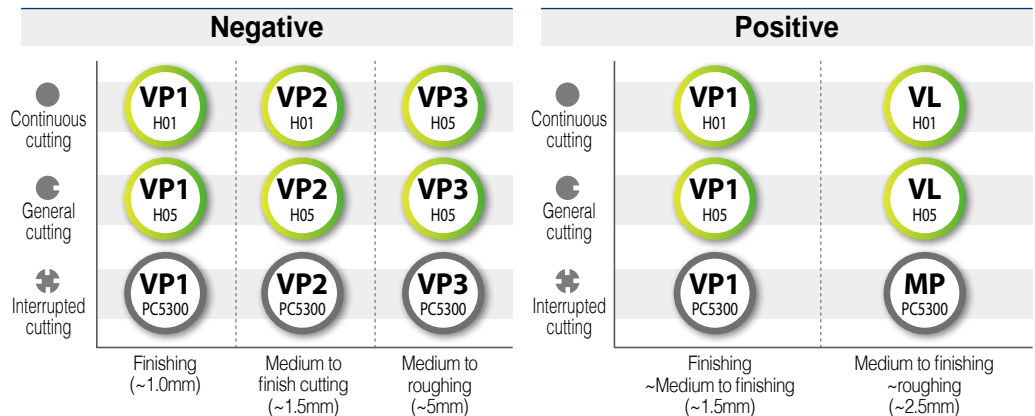 Negative
Continuous
cutting
VP1
H01
VP2
H01
VP3
H05
General
cutting
VP1
H05
VP2
H05
VP3
H05
Interrupted
cutting
VP1
PC5300
VP2
PC5300
VP3
PC5300
Finishing
(~1.0mm)
Medium to
finish cutting
(~1.5mm)
Medium to
roughing
(~5mm)
Positive
Continuous
cutting
VP1
H01
VL
H01
General
cutting
VP1
H05
VL
H05
Interrupted
cutting
VP1
PC5300
MP
PC5300
Finishing
~Medium to finishing
(~1.5mm)
Medium to finishing
~roughing
(~2.5mm)